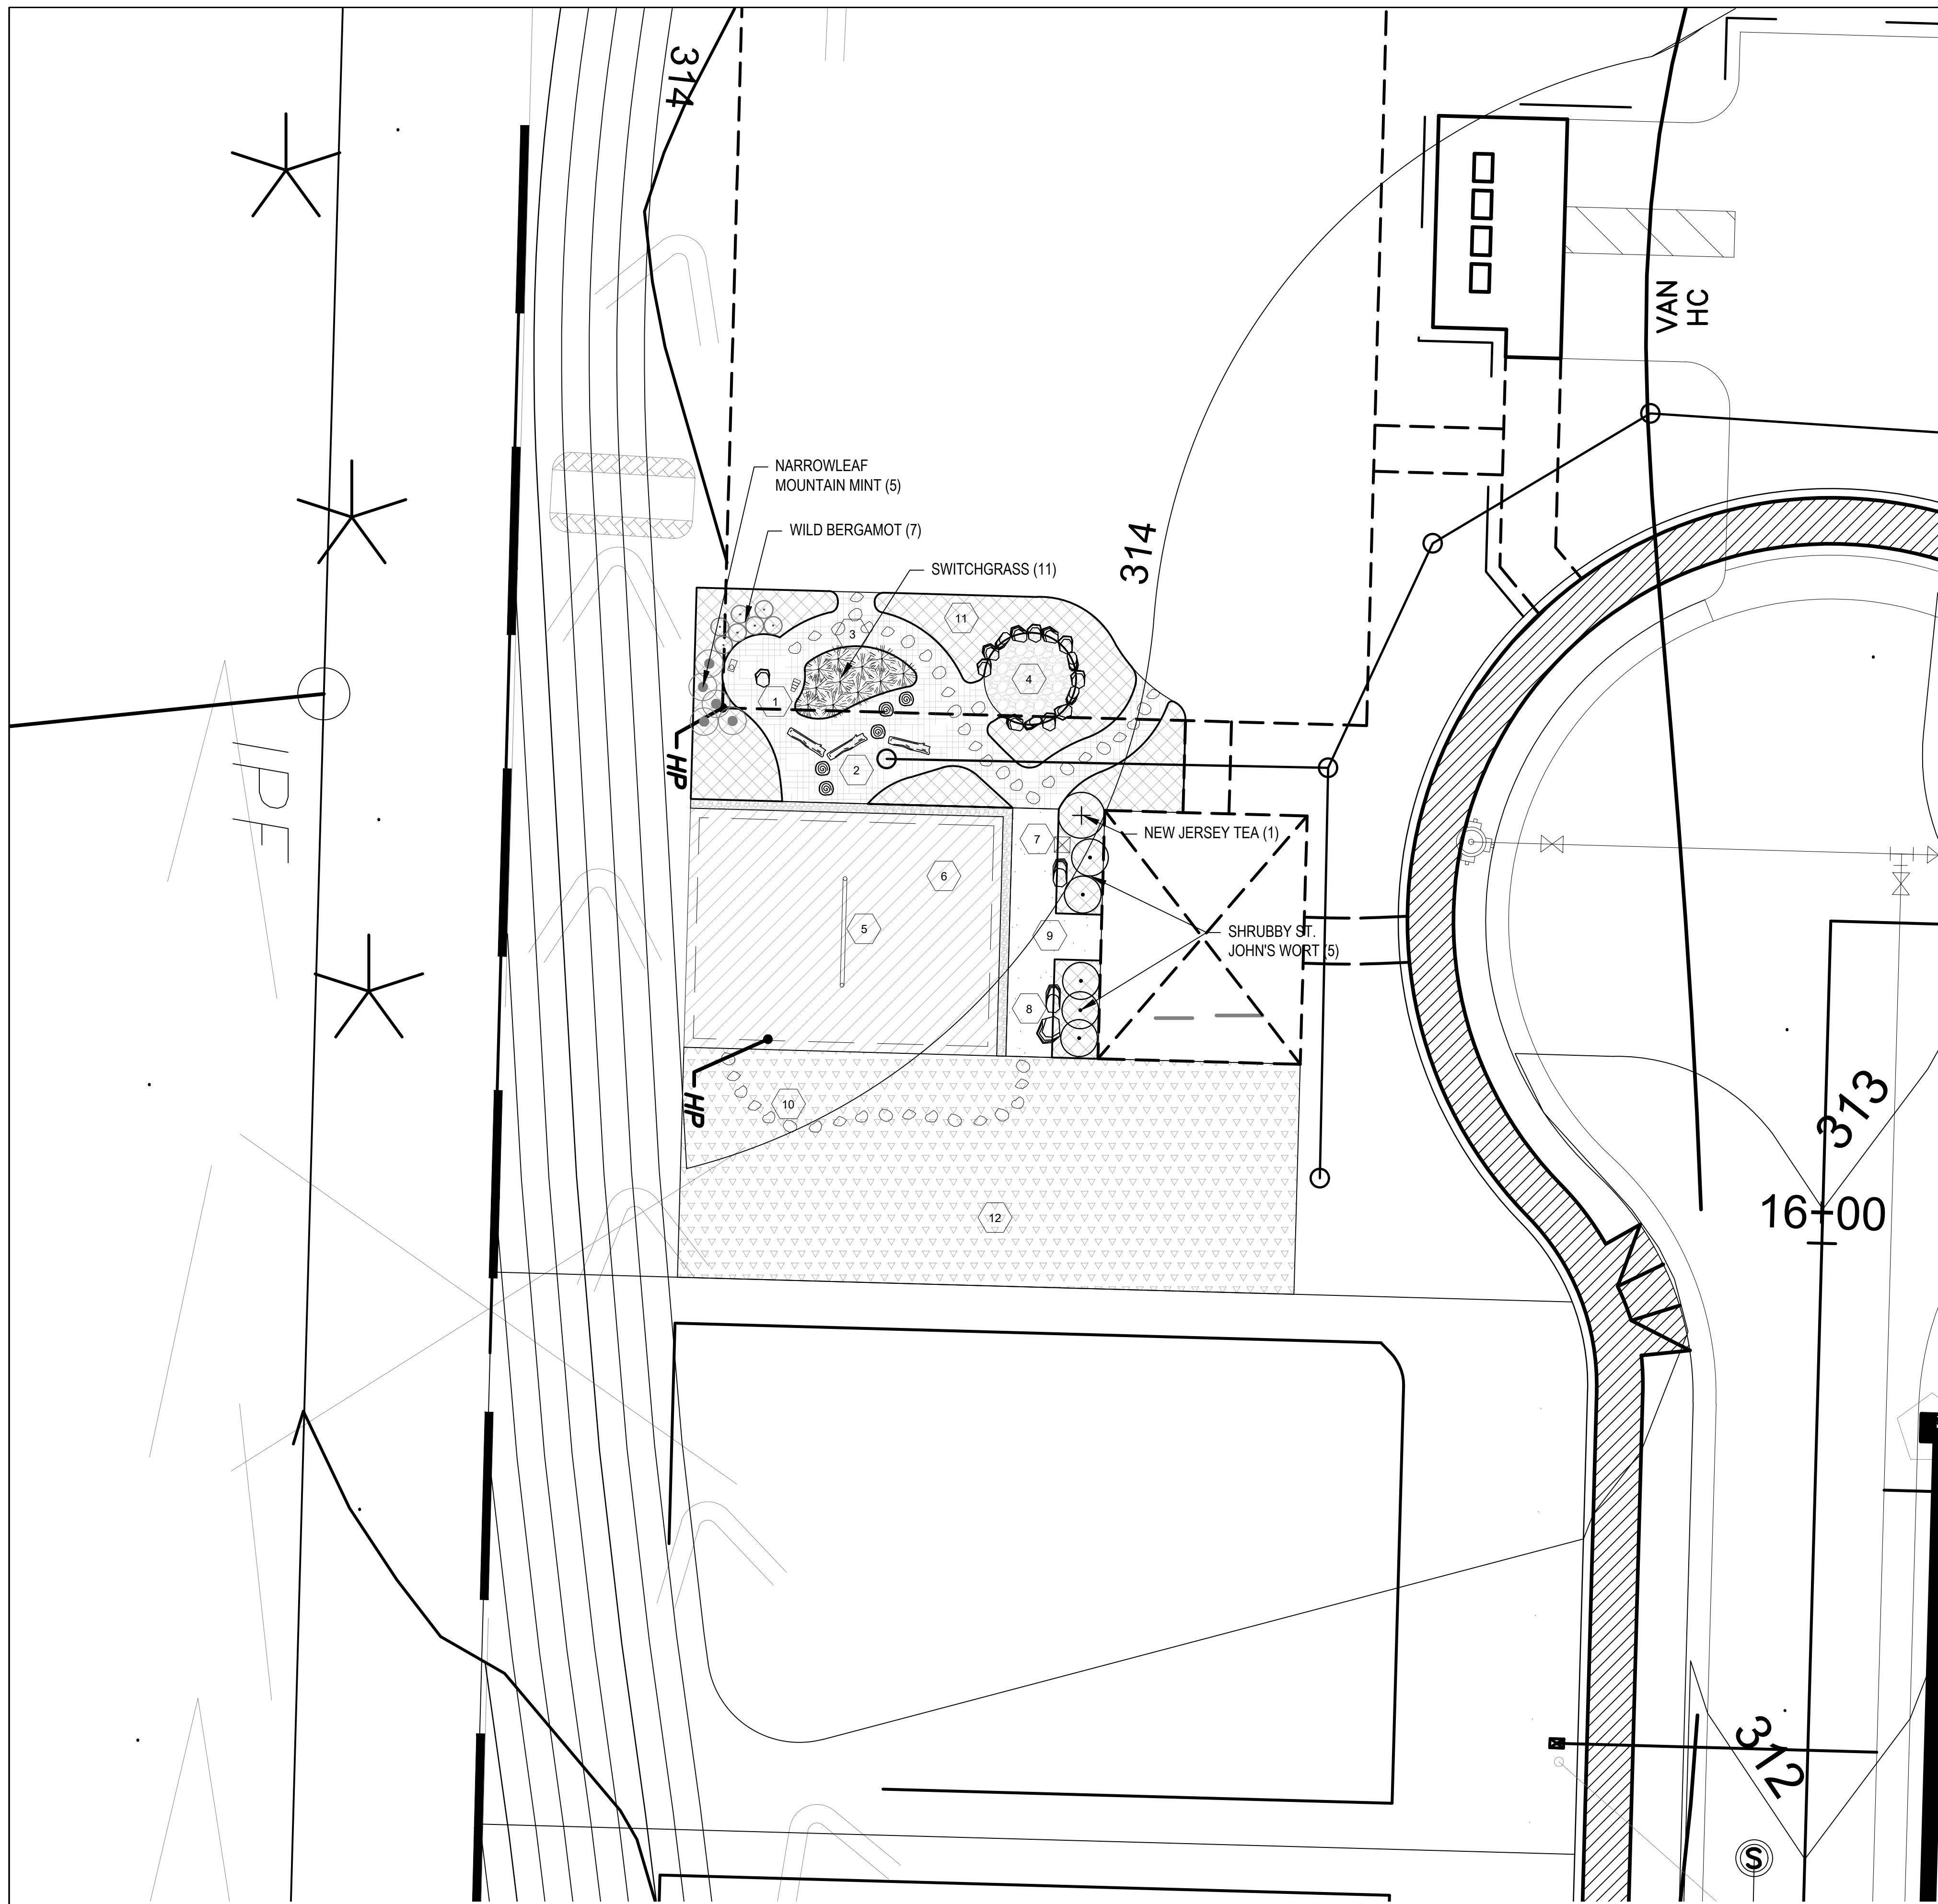 314
VAN
HC
NARROWLEAF
MOUNTAIN MINT (5)
WILD BERGAMOT (7)
SWITCHGRASS (11)
314
11
3
4
1
HP
2
NEW JERSEY TEA (1)
7
6
5
9
SHRUBBY ST.
JOHN'S WORT (5)
8
HP
10
313
12
16+00
312
S